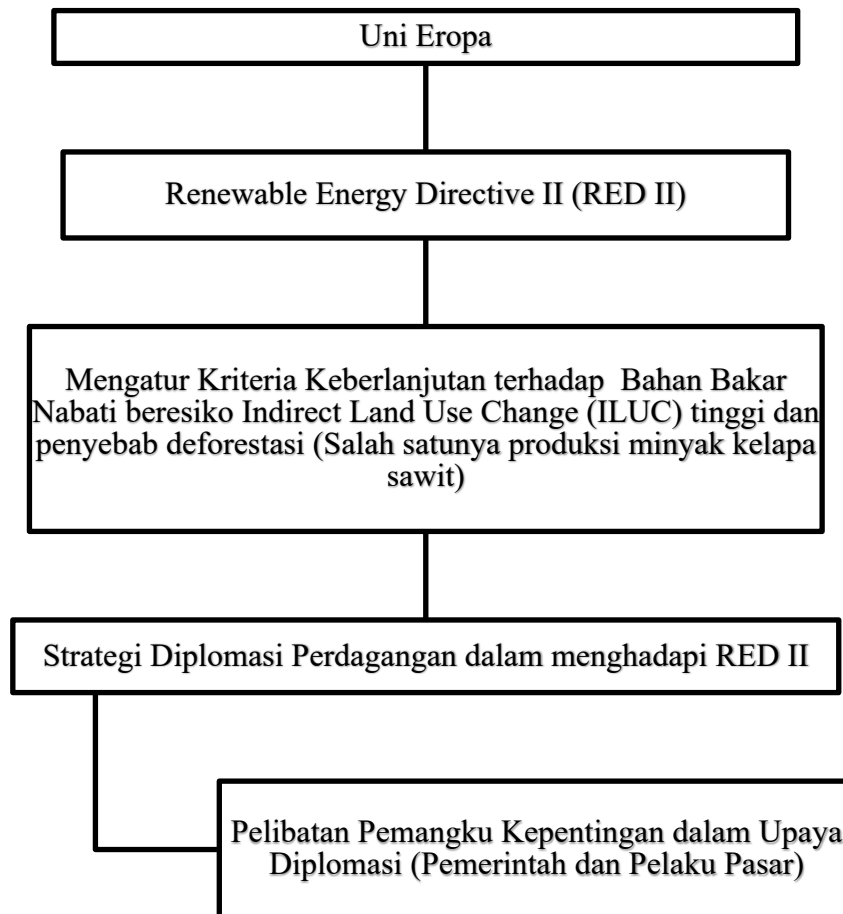 Uni Eropa
Renewable Energy Directive II (RED II)
Mengatur Kriteria Keberlanjutan terhadap Bahan Bakar
Nabati beresiko Indirect Land Use Change (ILUC) tinggi dan
penyebab deforestasi (Salah satunya produksi minyak kelapa
sawit)
Strategi Diplomasi Perdagangan dalam menghadapi RED II
Pelibatan Pemangku Kepentingan dalam Upaya
Diplomasi (Pemerintah dan Pelaku Pasar)